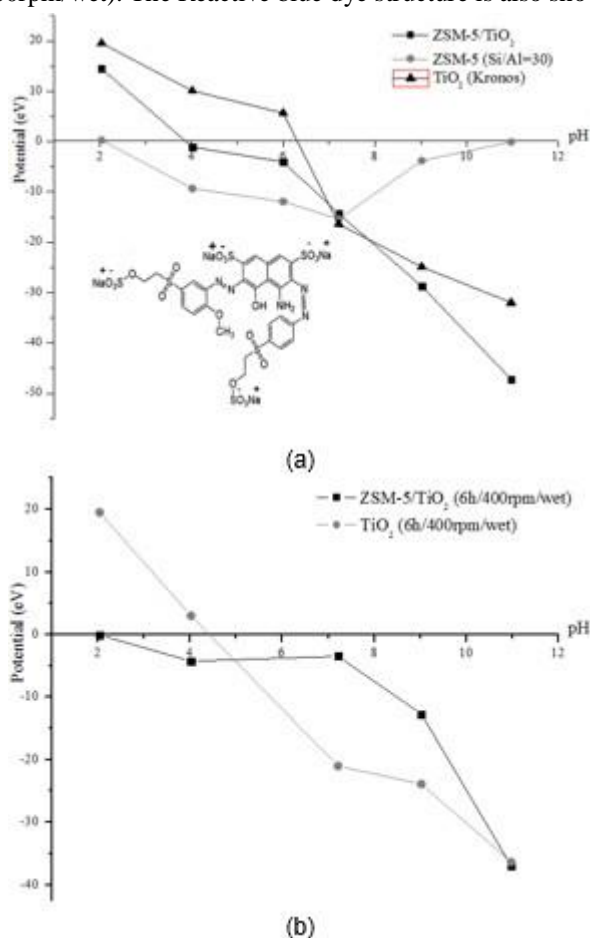 0rpm/wet). The Reactive blue dye structure is also sho
ZSM-5/TiO₂
ZSM-5 (Si/Al=30)
TiO₂ (Kronos)
Potential (eV)
20
10
0
-10
-20
-30
-40
-50
2
4
6
8
10
12
pH
NaO₃S
O
O
O
O
CH₃
N
N
NaO₃S
OH
NH₂
SO₃Na
N
N
O
O
O
SO₃Na
(a)
ZSM-5/TiO₂ (6h/400rpm/wet)
TiO₂ (6h/400rpm/wet)
Potential (eV)
20
10
0
-10
-20
-30
-40
2
4
6
8
10
12
pH
(b)